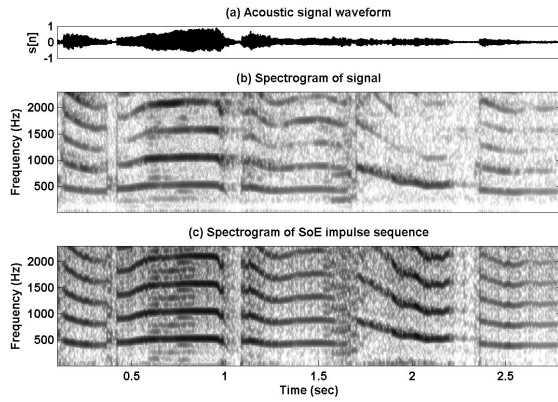 (a) Acoustic signal waveform
1
0
-1
s[n]
(b) Spectrogram of signal
2000
1500
1000
500
Frequency (Hz)
(c) Spectrogram of SoE impulse sequence
2000
1500
1000
500
Frequency (Hz)
0.5 1 1.5 2 2.5
Time (sec)